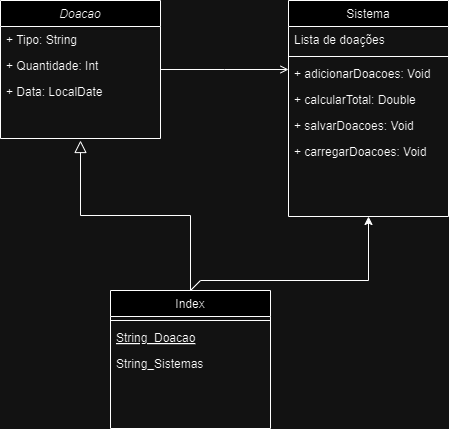 Doacao
+ Tipo: String
+ Quantidade: Int
+ Data: LocalDate
Sistema
Lista de doações
+ adicionarDoacoes: Void
+ calcularTotal: Double
+ salvarDoacoes: Void
+ carregarDoacoes: Void
Index
String_Doacao
String_Sistemas